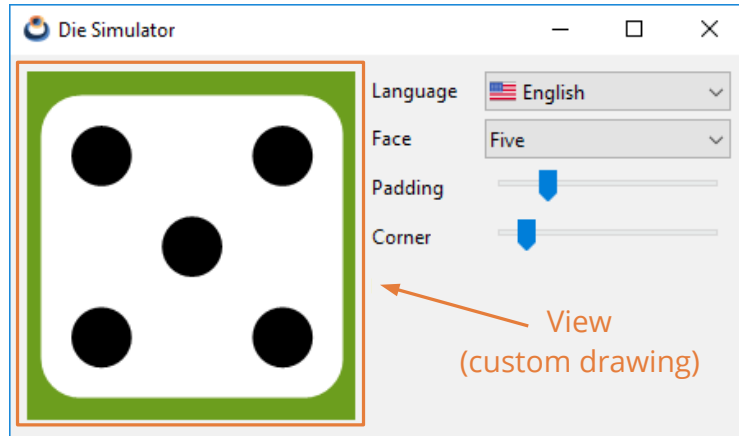 Die Simulator
Language
English
Face
Five
Padding
Corner
View
(custom drawing)